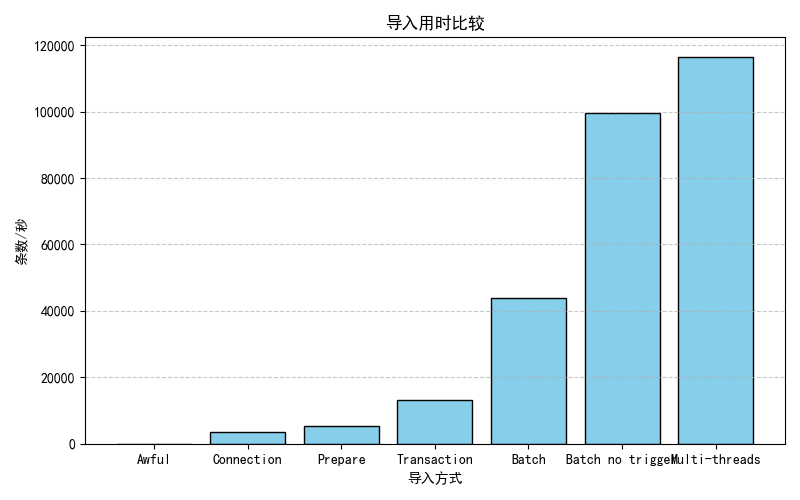 导入用时比较
120000
100000
80000
60000
40000
20000
0
条数/秒
Awful
Connection
Prepare
Transaction
Batch
Batch no trigger
Multi-threads
导入方式